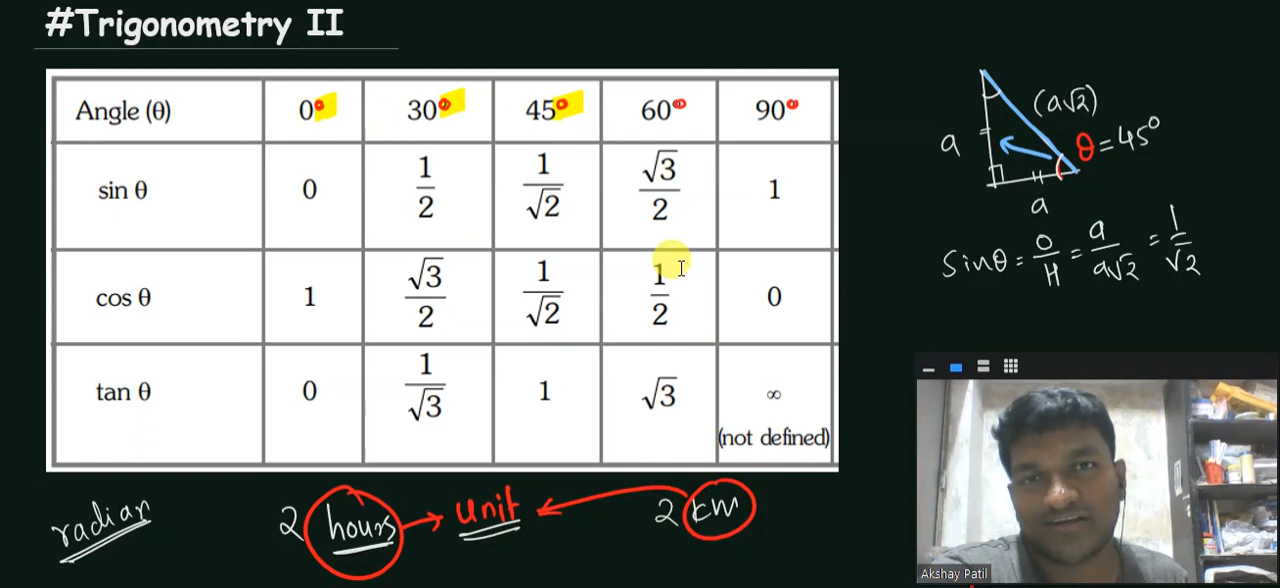 #Trigonometry II
Angle (θ) 0° 30° 45° 60° 90°
sin θ 0 1/2 1/√2 √3/2 1
cos θ 1 √3/2 1/√2 1/2 0
tan θ 0 1/√3 1 √3 ∞
(not defined)
(a√2)
a
θ = 45°
a
Sinθ = O/H = a/a√2 = 1/√2
radian 2 hours → unit ← 2 km
Akshay Patil